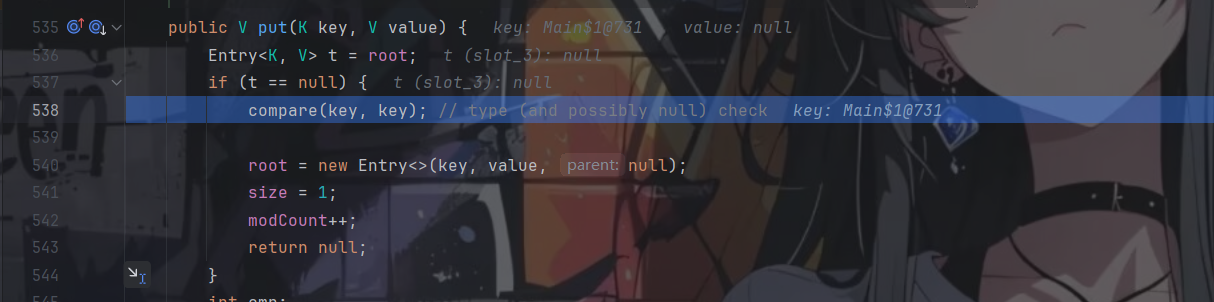 535 public V put(K key, V value) { key: Main$1@731 value: null
536 Entry<K, V> t = root; t (slot_3): null
537 if (t == null) { t (slot_3): null
538 compare(key, key); // type (and possibly null) check key: Main$1@731
539
540 root = new Entry<>(key, value, parent: null);
541 size = 1;
542 modCount++;
543 return null;
544 }
545 int cmp;